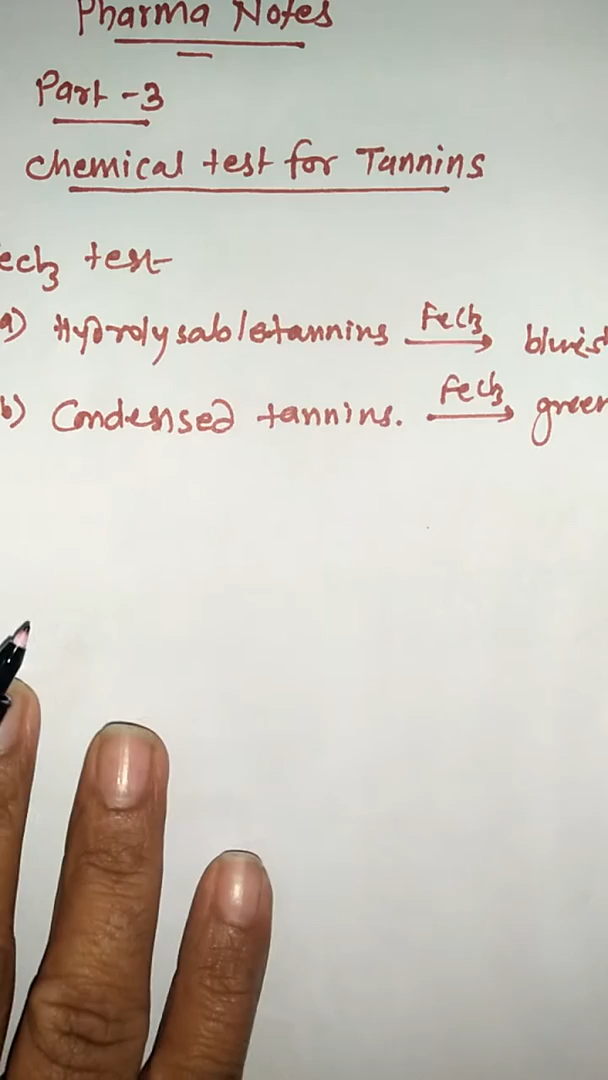 Pharma Notes
Part -3
Chemical test for Tannins
ecl3 test
a) Hydrolysable tannins FeCl3 bluish
b) Condensed tannins. FeCl3 green